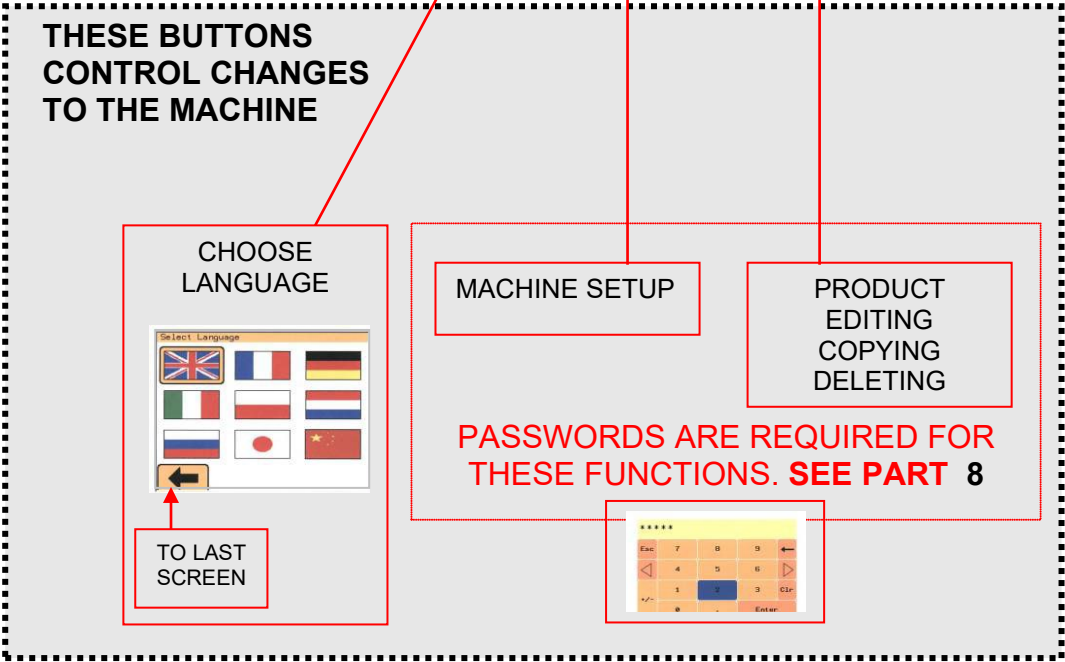 THESE BUTTONS
CONTROL CHANGES
TO THE MACHINE
CHOOSE
LANGUAGE
Select Language
TO LAST
SCREEN
MACHINE SETUP
PRODUCT
EDITING
COPYING
DELETING
PASSWORDS ARE REQUIRED FOR
THESE FUNCTIONS. SEE PART 8
*****
Esc 7 8 9 ←
4 5 6
1 2 3 Clr
+/-
0 . Enter